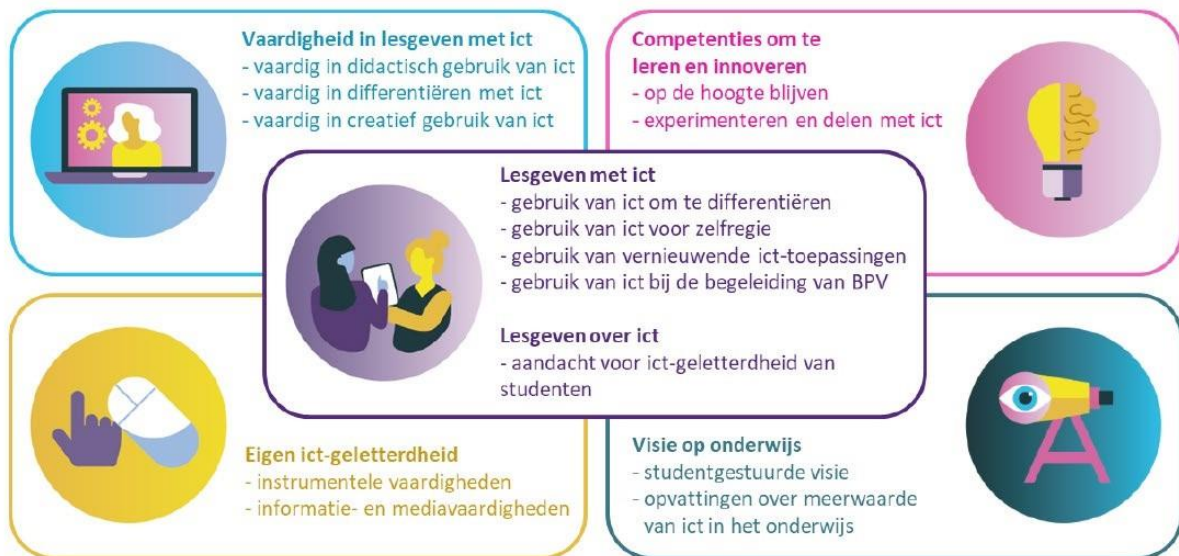 Vaardigheid in lesgeven met ict
- vaardig in didactisch gebruik van ict
- vaardig in differentiëren met ict
- vaardig in creatief gebruik van ict
Competenties om te
leren en innoveren
- op de hoogte blijven
- experimenteren en delen met ict
Lesgeven met ict
- gebruik van ict om te differentiëren
- gebruik van ict voor zelfregie
- gebruik van vernieuwende ict-toepassingen
- gebruik van ict bij de begeleiding van BPV
Lesgeven over ict
- aandacht voor ict-geletterdheid van
studenten
Eigen ict-geletterdheid
- instrumentele vaardigheden
- informatie- en mediavaardigheden
Visie op onderwijs
- studentgestuurde visie
- opvattingen over meerwaarde
van ict in het onderwijs